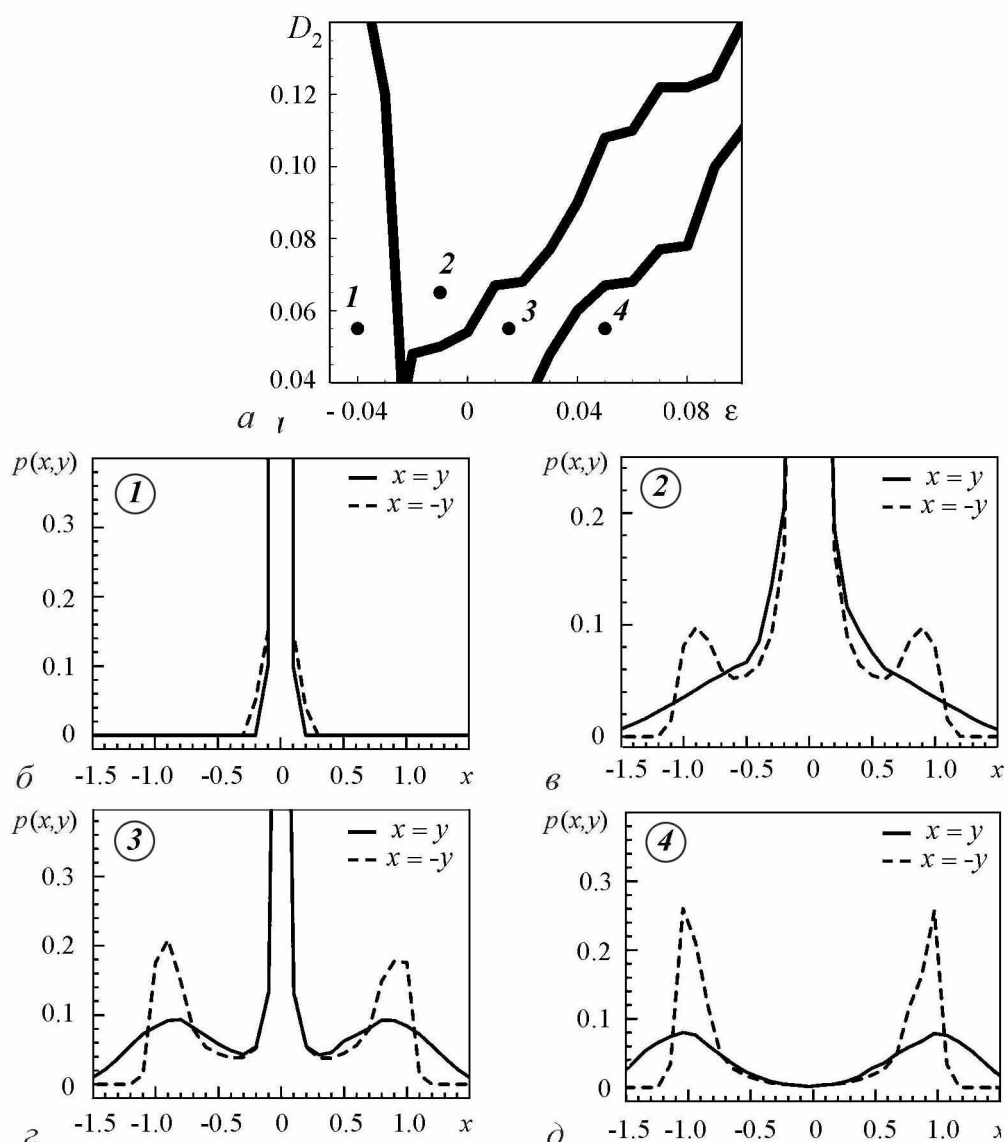 D₂
0.12
0.10
0.08
0.06
0.04
1
2
3
4
-0.04 0 0.04 0.08 ε
а
p(x,y)
1
x = y
x = -y
0.3
0.2
0.1
0
б -1.5 -1.0 -0.5 0 0.5 1.0 x
p(x,y)
2
x = y
x = -y
0.2
0.1
0
в -1.5 -1.0 -0.5 0 0.5 1.0 x
p(x,y)
3
x = y
x = -y
0.3
0.2
0.1
0
г -1.5 -1.0 -0.5 0 0.5 1.0 x
p(x,y)
4
x = y
x = -y
0.3
0.2
0.1
0
д -1.5 -1.0 -0.5 0 0.5 1.0 x